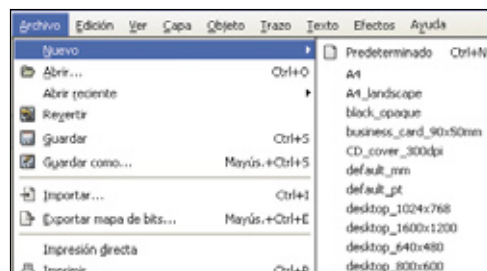 Archivo Edición Ver Capa Objeto Trazo Texto Efectos Ayuda
Nuevo
Abrir... Ctrl+O
Abrir reciente
Revertir
Guardar Ctrl+S
Guardar como... Mayús.+Ctrl+S
Importar... Ctrl+I
Exportar mapa de bits... Mayús.+Ctrl+E
Impresión directa
Imprimir Ctrl+P
Predeterminado Ctrl+N
A4
A4_landscape
black_opaque
business_card_90x50mm
CD_cover_300dpi
default_mm
default_pt
desktop_1024x768
desktop_1600x1200
desktop_640x480
desktop_800x600